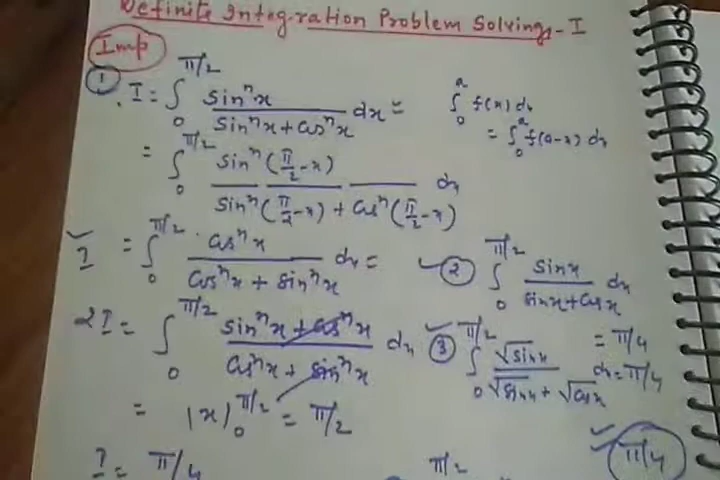 Definite Integration Problem Solving - I
Imp
① I = ∫₀^π/2 sinⁿx / (sinⁿx + cosⁿx) dx =
∫₀^a f(x) dx
= ∫₀^a f(a-x) dx
= ∫₀^π/2 sinⁿ(π/2 - x) / (sinⁿ(π/2 - x) + cosⁿ(π/2 - x)) dx
I = ∫₀^π/2 cosⁿx / (cosⁿx + sinⁿx) dx =
2I = ∫₀^π/2 (sinⁿx + cosⁿx) / (cosⁿx + sinⁿx) dx
= |x|₀^π/2 = π/2
I = π/4
② ∫₀^π/2 sinx / (sinx + cosx) dx
= π/4
③ ∫₀^π/2 √sinx / (√sinx + √cosx) dx = π/4
π/4
π/2